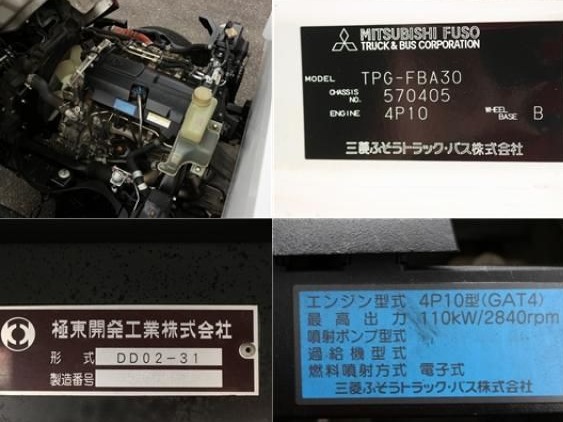 MITSUBISHI FUSO
TRUCK & BUS CORPORATION
MODEL TPG-FBA30
CHASSIS NO. 570405
ENGINE 4P10 WHEEL BASE B
三菱ふそうトラック・バス株式会社
極東開発工業株式会社
形式 DD02-31
製造番号
エンジン型式 4P10型(GAT4)
最高出力 110kW/2840rpm
噴射ポンプ型式
過給機型式
燃料噴射方式 電子式
三菱ふそうトラック・バス株式会社